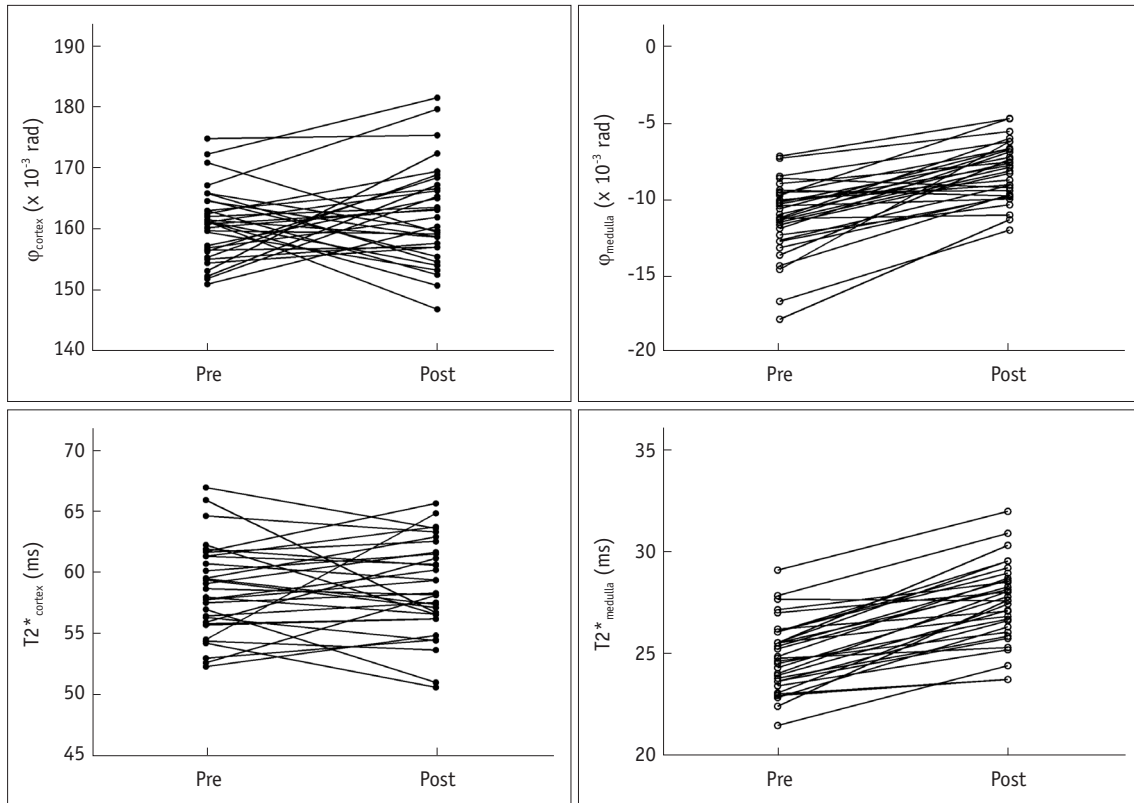 190
180
170
160
150
140
φcortex (x 10⁻³ rad)
Pre
Post
0
-5
-10
-15
-20
φmedulla (x 10⁻³ rad)
Pre
Post
70
65
60
55
50
45
T2*cortex (ms)
Pre
Post
35
30
25
20
T2*medulla (ms)
Pre
Post